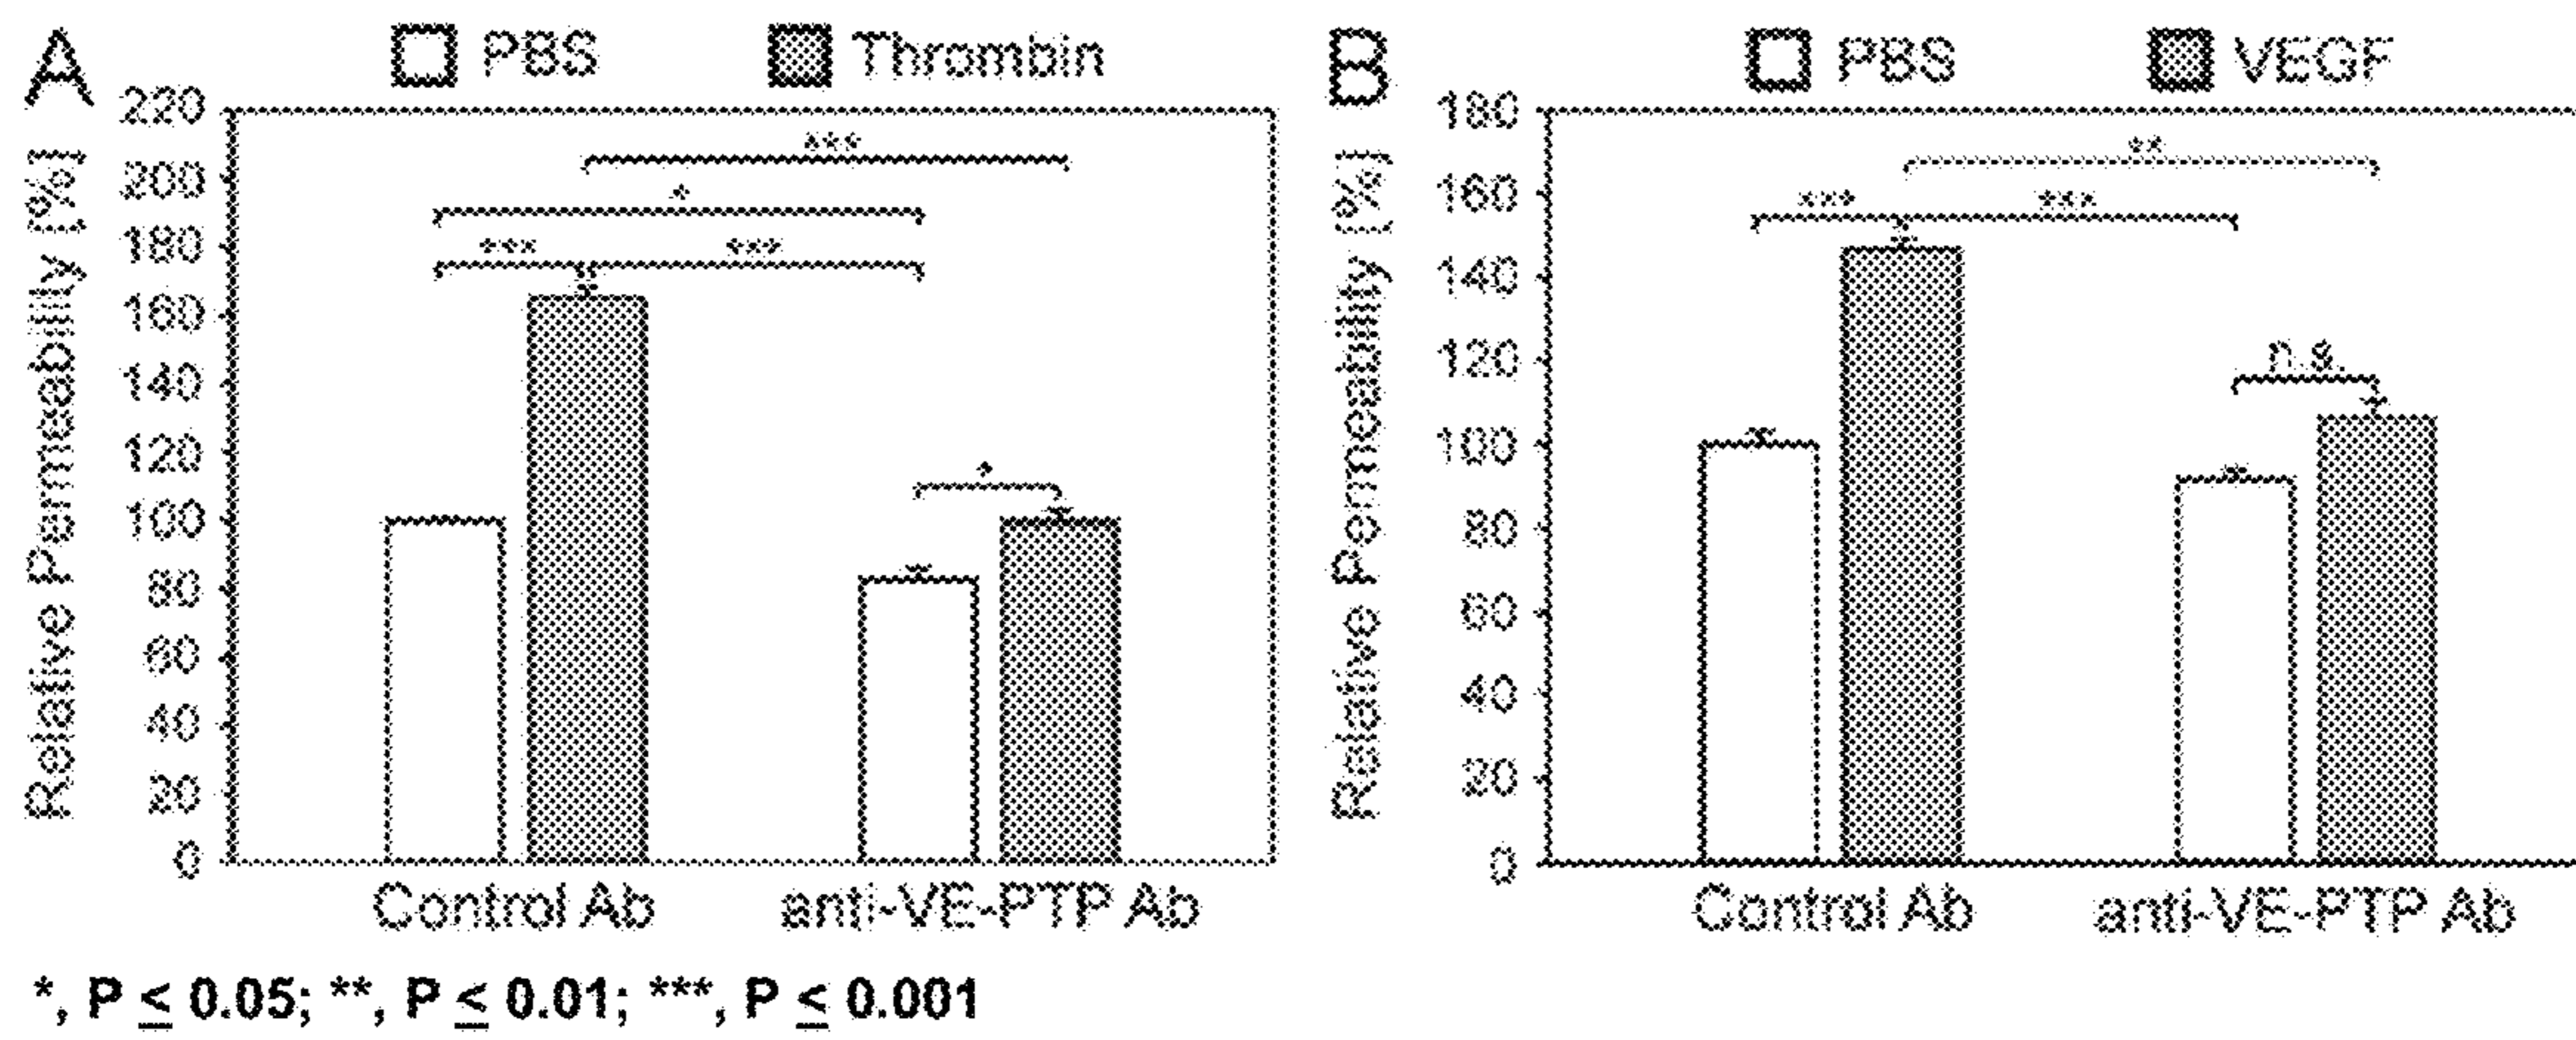 A
PBS
Thrombin
Relative Permeability [%]
220
200
180
160
140
120
100
80
60
40
20
0
***
*
***
***
*
Control Ab
anti-VE-PTP Ab
B
PBS
VEGF
Relative Permeability [%]
180
160
140
120
100
80
60
40
20
0
**
***
***
n.s.
Control Ab
anti-VE-PTP Ab
*, P ≤ 0.05; **, P ≤ 0.01; ***, P ≤ 0.001